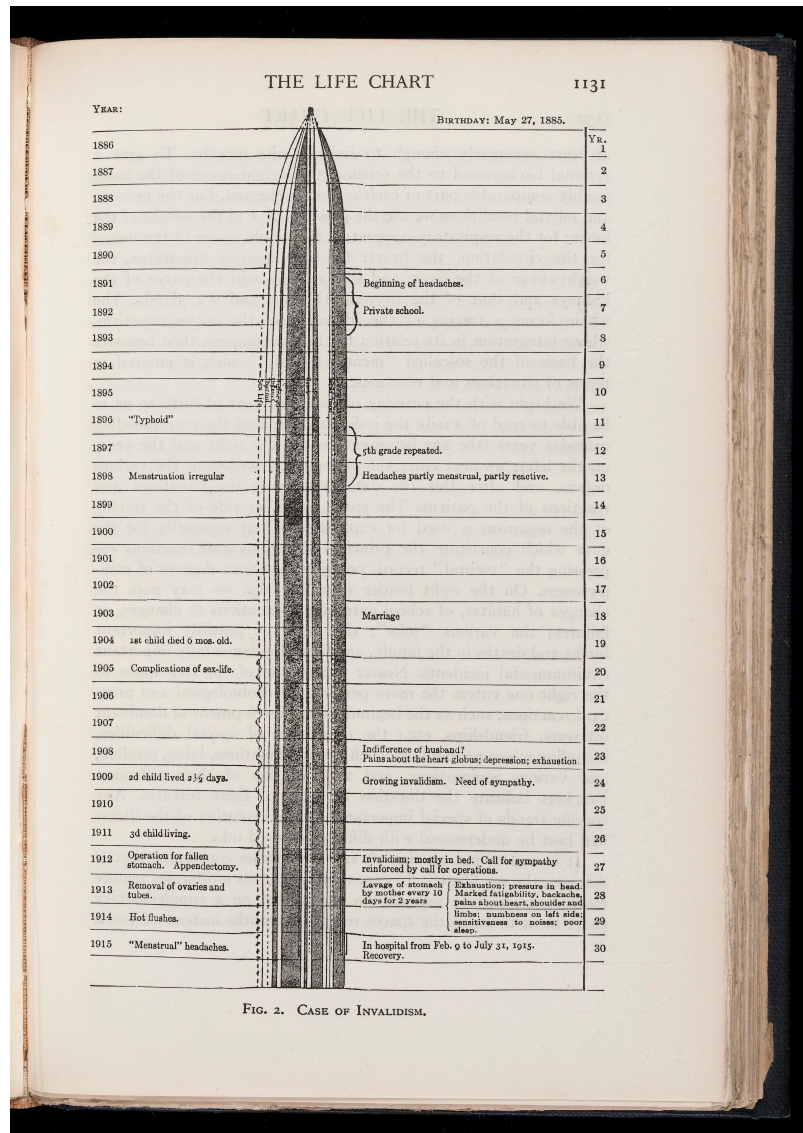 THE LIFE CHART 1131
YEAR:
BIRTHDAY: May 27, 1885.
YR.
1886 1
1887 2
1888 3
1889 4
1890 5
1891 Beginning of headaches. 6
1892 Private school. 7
1893 8
1894 9
1895 10
1896 "Typhoid" 11
1897 5th grade repeated. 12
1898 Menstruation irregular Headaches partly menstrual, partly reactive. 13
1899 14
1900 15
1901 16
1902 17
1903 Marriage 18
1904 1st child died 6 mos. old. 19
1905 Complications of sex-life. 20
1906 21
1907 22
1908 Indifference of husband? 23
Pains about the heart globus; depression; exhaustion.
1909 2d child lived 2½ days. Growing invalidism. Need of sympathy. 24
1910 25
1911 3d child living. 26
1912 Operation for fallen Invalidism; mostly in bed. Call for sympathy 27
stomach. Appendectomy. reinforced by call for operations.
1913 Removal of ovaries and Lavage of stomach Exhaustion; pressure in head. 28
tubes. by mother every 10 Marked fatigability, backache,
days for 2 years pains about heart, shoulder and
1914 Hot flushes. limbs; numbness on left side; 29
sensitiveness to noises; poor
sleep.
1915 "Menstrual" headaches. In hospital from Feb. 9 to July 31, 1915. 30
Recovery.
FIG. 2. CASE OF INVALIDISM.